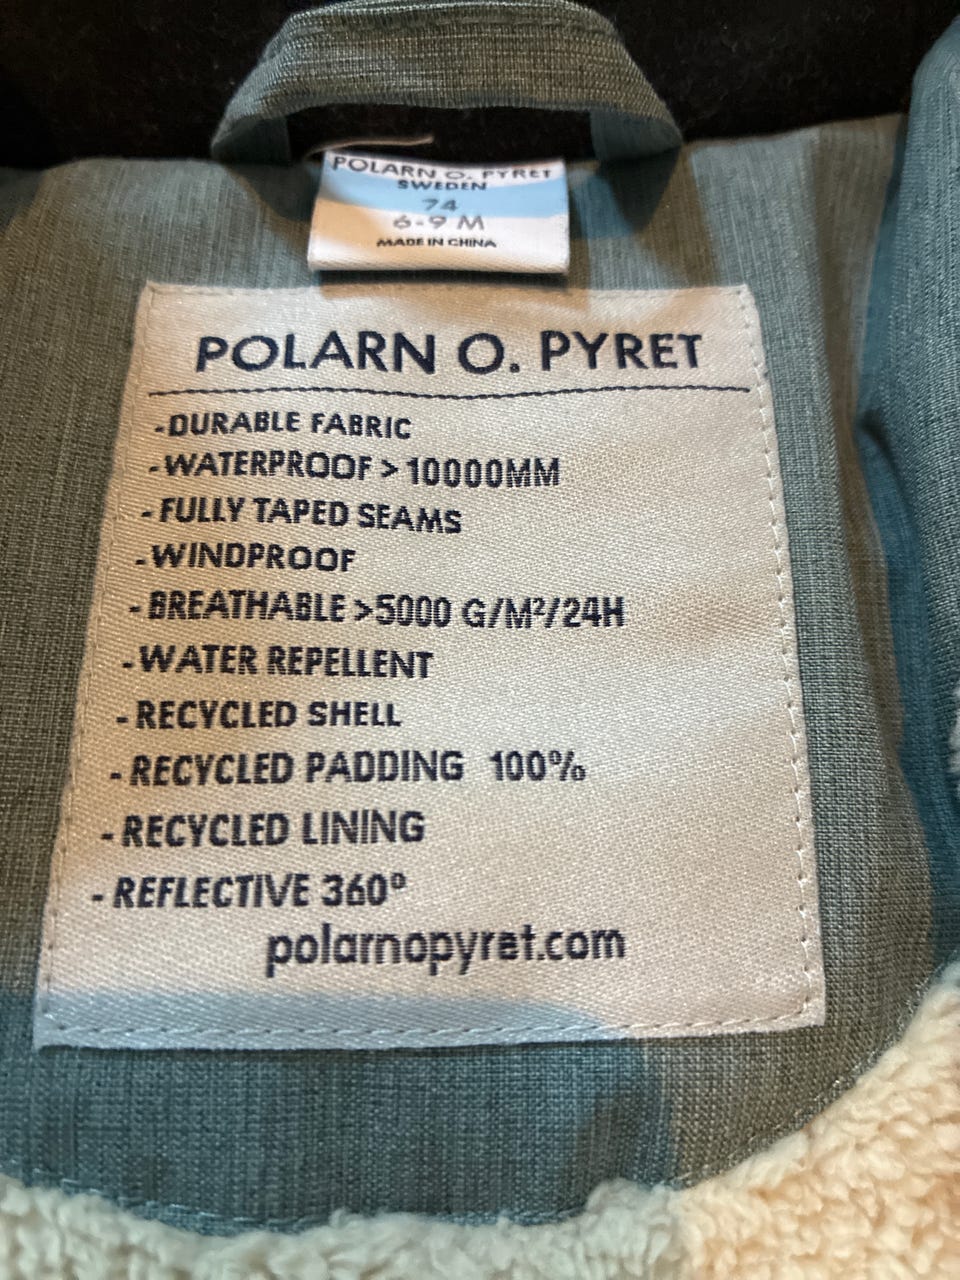 POLARN O. PYRET
SWEDEN
74
6-9 M
MADE IN CHINA
POLARN O. PYRET
-DURABLE FABRIC
-WATERPROOF > 10000MM
- FULLY TAPED SEAMS
-WINDPROOF
-BREATHABLE >5000 G/M²/24H
-WATER REPELLENT
-RECYCLED SHELL
-RECYCLED PADDING 100%
-RECYCLED LINING
-REFLECTIVE 360º
polarnopyret.com